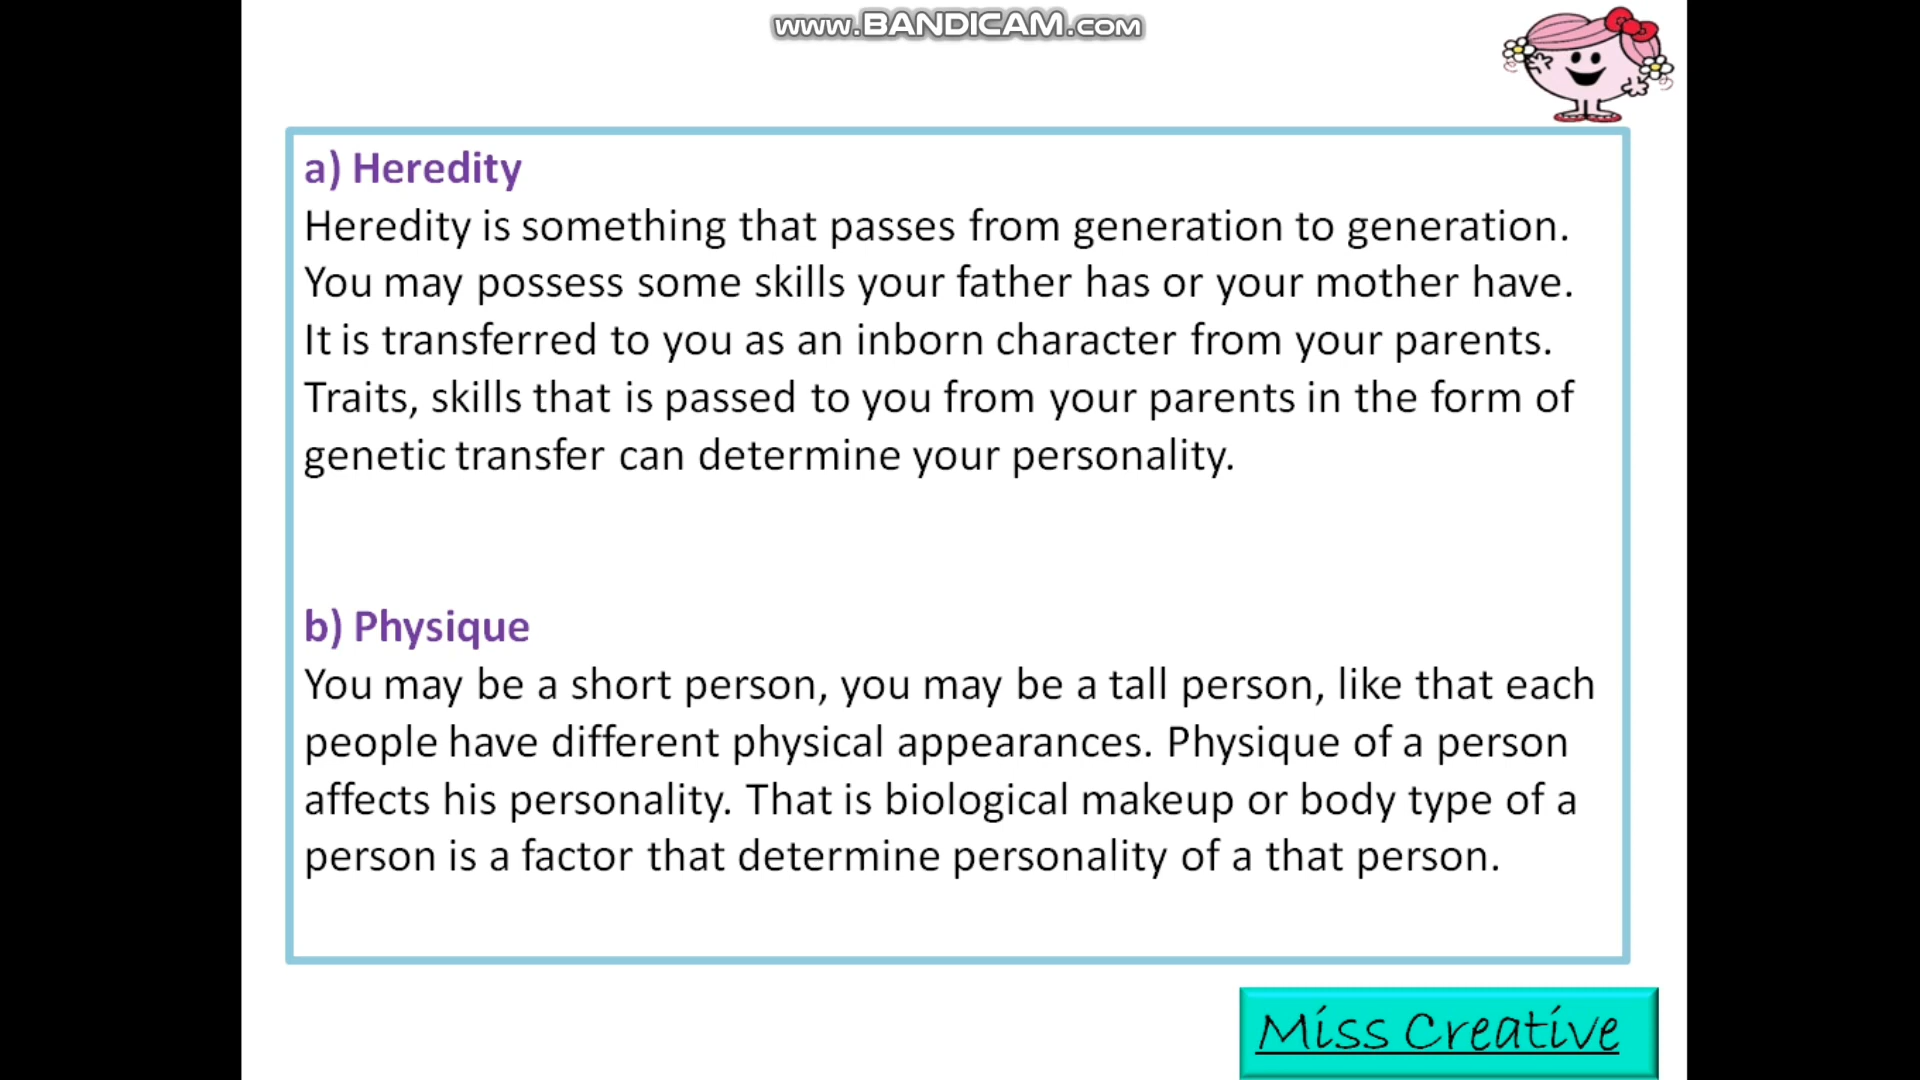 www.BANDICAM.com
a) Heredity
Heredity is something that passes from generation to generation.
You may possess some skills your father has or your mother have.
It is transferred to you as an inborn character from your parents.
Traits, skills that is passed to you from your parents in the form of
genetic transfer can determine your personality.
b) Physique
You may be a short person, you may be a tall person, like that each
people have different physical appearances. Physique of a person
affects his personality. That is biological makeup or body type of a
person is a factor that determine personality of a that person.
Miss Creative